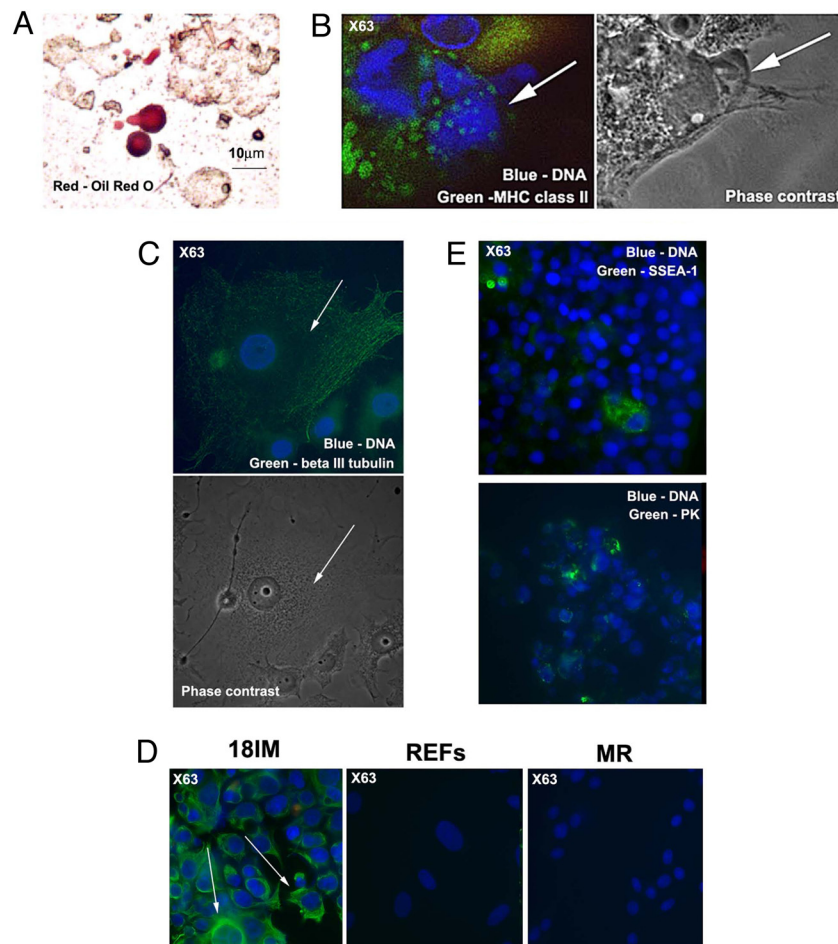 A
10μm
Red - Oil Red O
B
X63
Blue - DNA
Green -MHC class II
Phase contrast
C
X63
Blue - DNA
Green - beta III tubulin
Phase contrast
E
X63
Blue - DNA
Green - SSEA-1
Blue - DNA
Green - PK
D
18IM
REFs
MR
X63
X63
X63